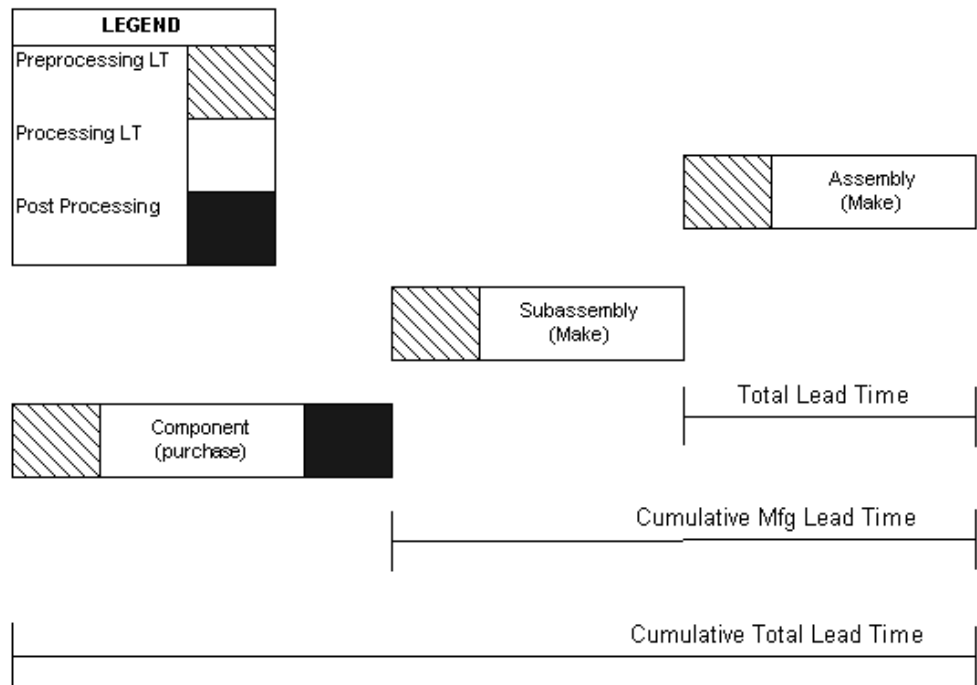 LEGEND
Preprocessing LT
Processing LT
Post Processing
Assembly
(Make)
Subassembly
(Make)
Total Lead Time
Component
(purchase)
Cumulative Mfg Lead Time
Cumulative Total Lead Time